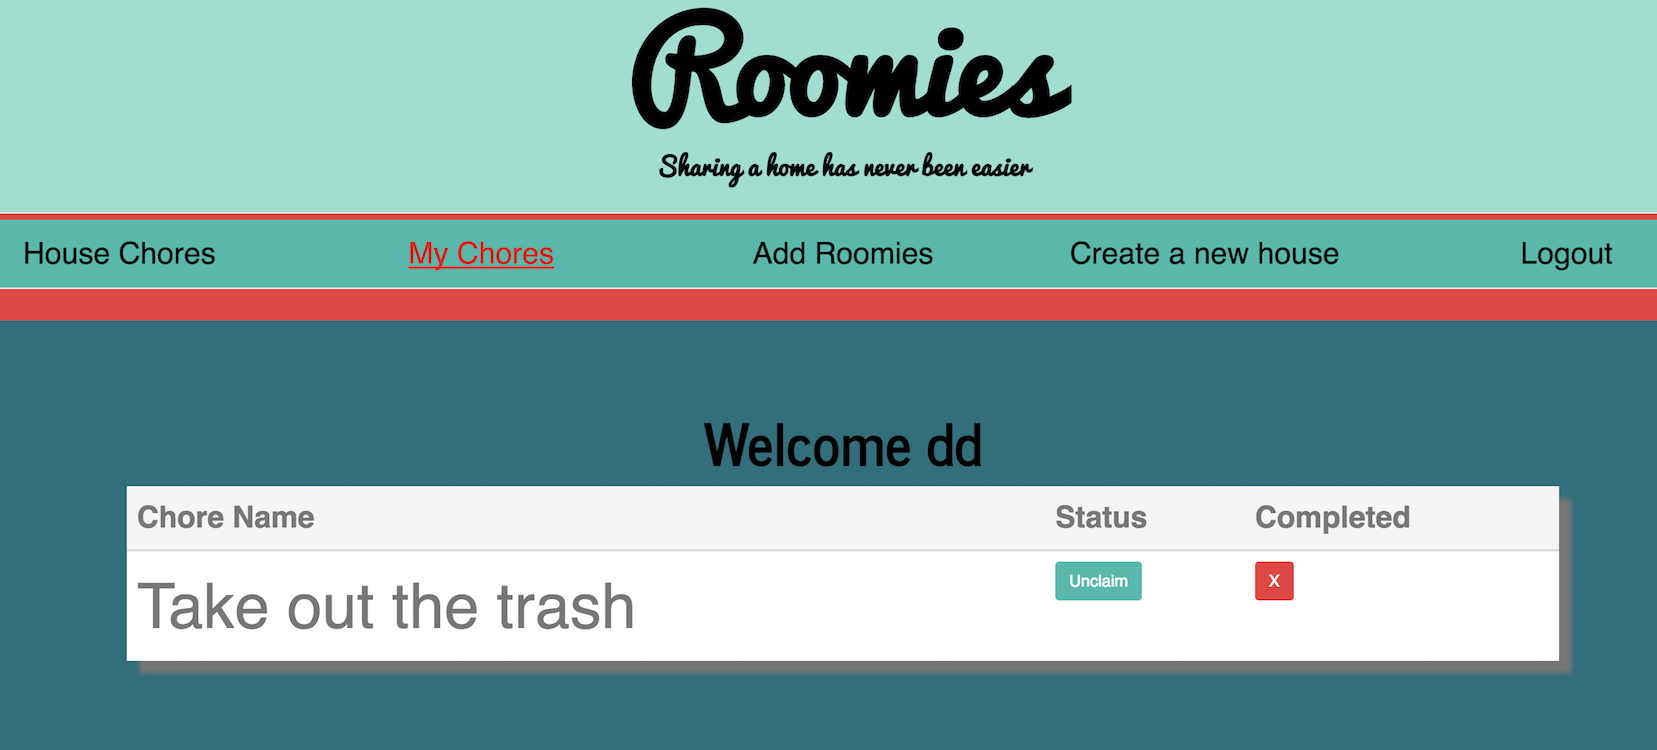 Roomies
Sharing a home has never been easier
House Chores My Chores Add Roomies Create a new house Logout
Welcome dd
Chore Name Status Completed
Take out the trash Unclaim X